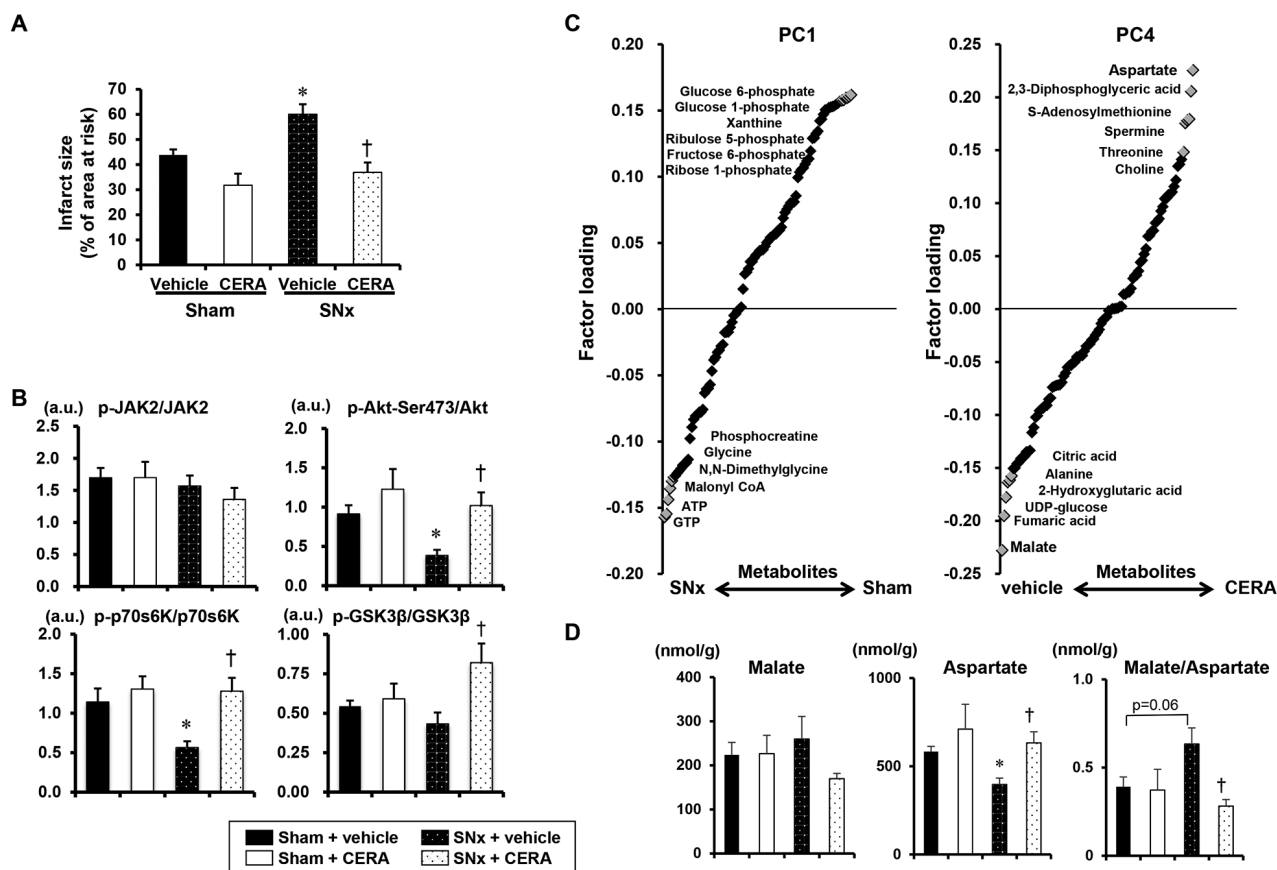 A
Infarct size
(% of area at risk)
70
60
50
40
30
20
10
0
*
†
Vehicle CERA Vehicle CERA
Sham SNx
B
(a.u.) p-JAK2/JAK2
2.5
2.0
1.5
1.0
0.5
0.0
(a.u.) p-Akt-Ser473/Akt
2.0
1.5
1.0
0.5
0.0
*
†
(a.u.) p-p70s6K/p70s6K
2.0
1.5
1.0
0.5
0.0
*
†
(a.u.) p-GSK3β/GSK3β
1.00
0.75
0.50
0.25
0.00
†
Sham + vehicle SNx + vehicle
Sham + CERA SNx + CERA
C
PC1
Factor loading
0.20
0.15
0.10
0.05
0.00
-0.05
-0.10
-0.15
-0.20
Glucose 6-phosphate
Glucose 1-phosphate
Xanthine
Ribulose 5-phosphate
Fructose 6-phosphate
Ribose 1-phosphate
Phosphocreatine
Glycine
N,N-Dimethylglycine
Malonyl CoA
ATP
GTP
SNx Metabolites Sham
PC4
Factor loading
0.25
0.20
0.15
0.10
0.05
0.00
-0.05
-0.10
-0.15
-0.20
-0.25
Aspartate
2,3-Diphosphoglyceric acid
S-Adenosylmethionine
Spermine
Threonine
Choline
Citric acid
Alanine
2-Hydroxyglutaric acid
UDP-glucose
Fumaric acid
Malate
vehicle Metabolites CERA
D
(nmol/g)
Malate
400
300
200
100
0
(nmol/g)
Aspartate
1000
500
0
*
†
(nmol/g)
Malate/Aspartate
1.0
0.5
0.0
p=0.06
†